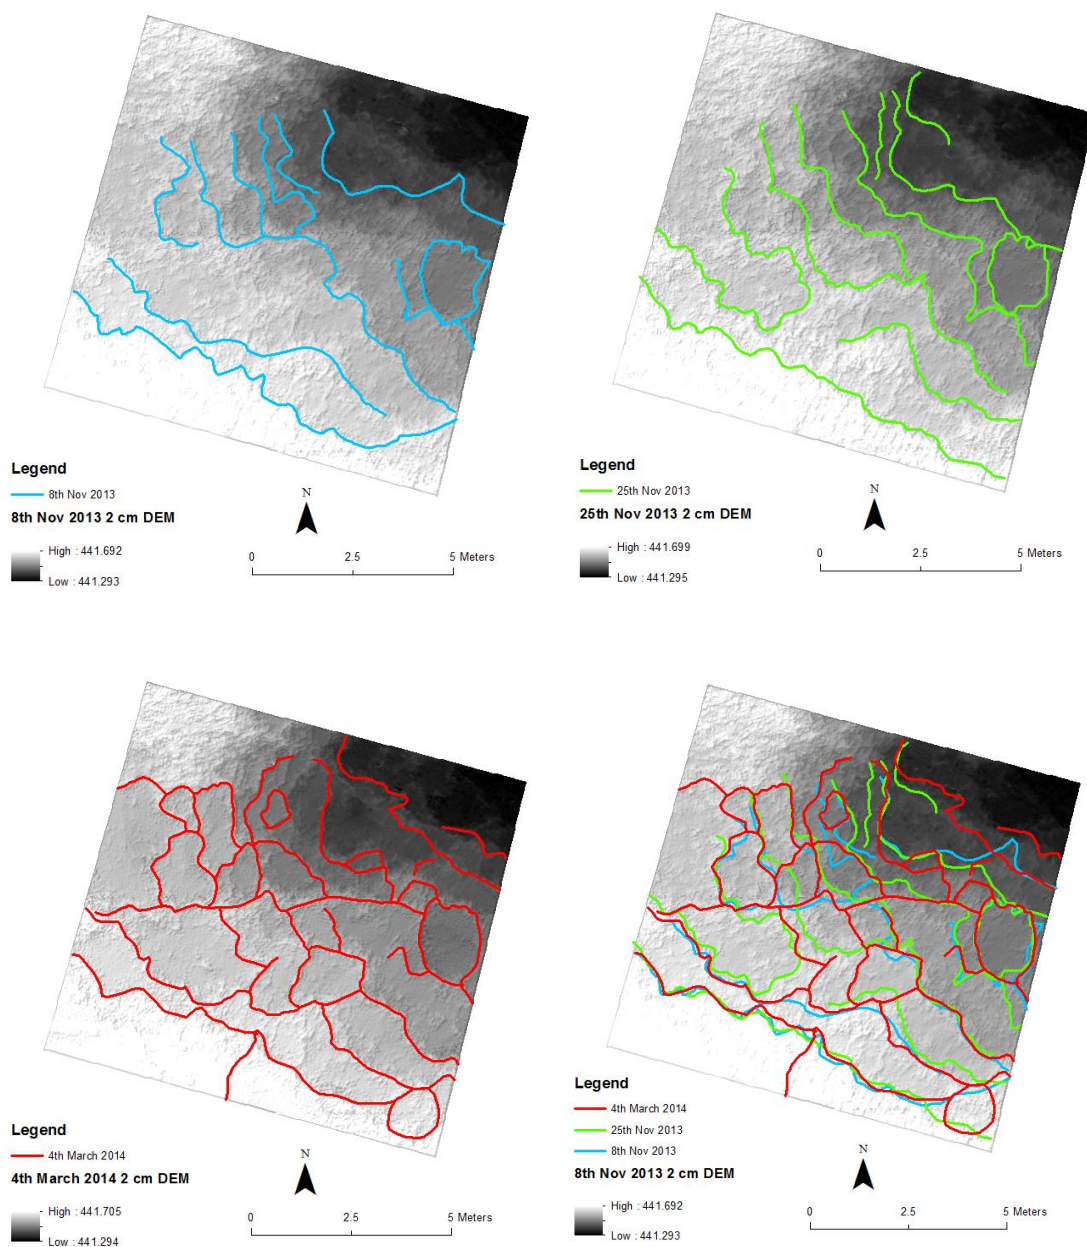 Legend
8th Nov 2013
8th Nov 2013 2 cm DEM
High : 441.692
Low : 441.293
N
0 2.5 5 Meters
Legend
25th Nov 2013
25th Nov 2013 2 cm DEM
High : 441.699
Low : 441.295
N
0 2.5 5 Meters
Legend
4th March 2014
4th March 2014 2 cm DEM
High : 441.705
Low : 441.294
N
0 2.5 5 Meters
Legend
4th March 2014
25th Nov 2013
8th Nov 2013
8th Nov 2013 2 cm DEM
High : 441.692
Low : 441.293
N
0 2.5 5 Meters